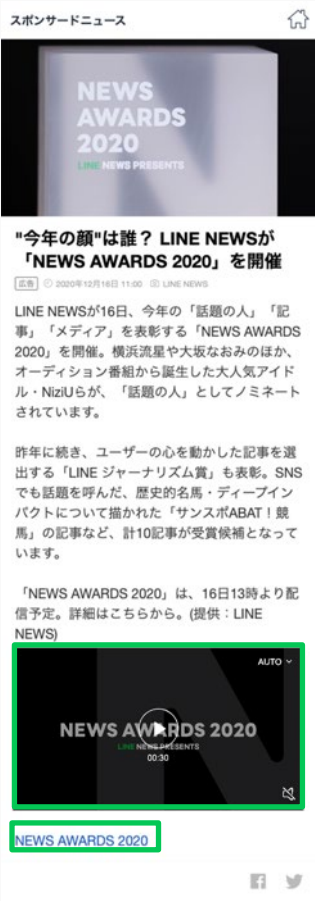 スポンサードニュース
NEWS
AWARDS
2020
LINE NEWS PRESENTS
"今年の顔"は誰？ LINE NEWSが
「NEWS AWARDS 2020」を開催
広告 2020年12月16日 11:00 LINE NEWS
LINE NEWSが16日、今年の「話題の人」「記
事」「メディア」を表彰する「NEWS AWARDS
2020」を開催。横浜流星や大坂なおみのほか、
オーディション番組から誕生した大人気アイド
ル・NiziUらが、「話題の人」としてノミネート
されています。
昨年に続き、ユーザーの心を動かした記事を選
出する「LINE ジャーナリズム賞」も表彰。SNS
でも話題を呼んだ、歴史的名馬・ディープイン
パクトについて描かれた「サンスポABAT！競
馬」の記事など、計10記事が受賞候補となって
います。
「NEWS AWARDS 2020」は、16日13時より配
信予定。詳細はこちらから。(提供：LINE
NEWS)
AUTO
NEWS AWARDS 2020
LINE NEWS PRESENTS
00:30
NEWS AWARDS 2020